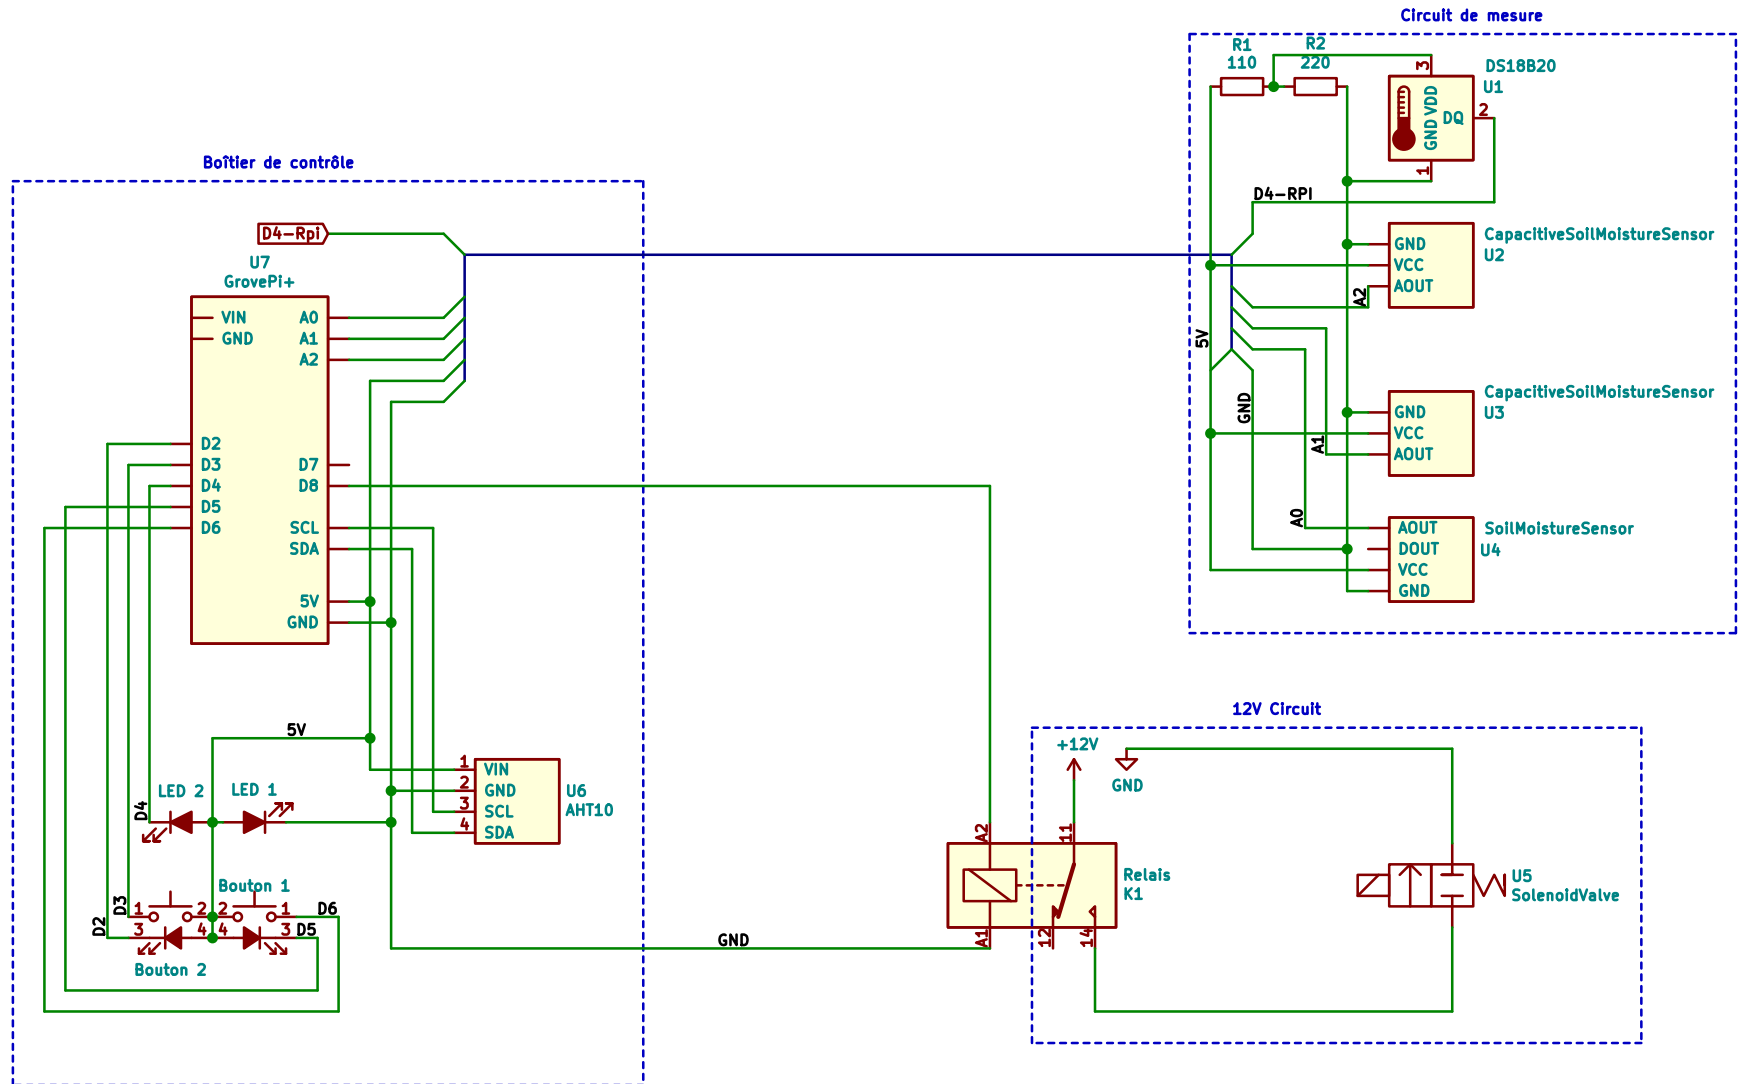 Circuit de mesure
R1
110
R2
220
3
DS18B20
U1
VDD
GND
DQ
2
1
D4-RPI
GND
VCC
AOUT
CapacitiveSoilMoistureSensor
U2
A2
5V
GND
VCC
AOUT
CapacitiveSoilMoistureSensor
U3
GND
A1
A0
AOUT
DOUT
VCC
GND
SoilMoistureSensor
U4
Boîtier de contrôle
D4-Rpi
U7
GrovePi+
VIN
GND
A0
A1
A2
D2
D3
D4
D5
D6
D7
D8
SCL
SDA
5V
GND
5V
1
2
3
4
VIN
GND
SCL
SDA
U6
AHT10
LED 2
LED 1
D4
D3
D2
Bouton 1
1
2
2
1
D6
3
4
4
3
D5
Bouton 2
GND
12V Circuit
+12V
GND
A2
11
Relais
K1
A1
12
14
U5
SolenoidValve